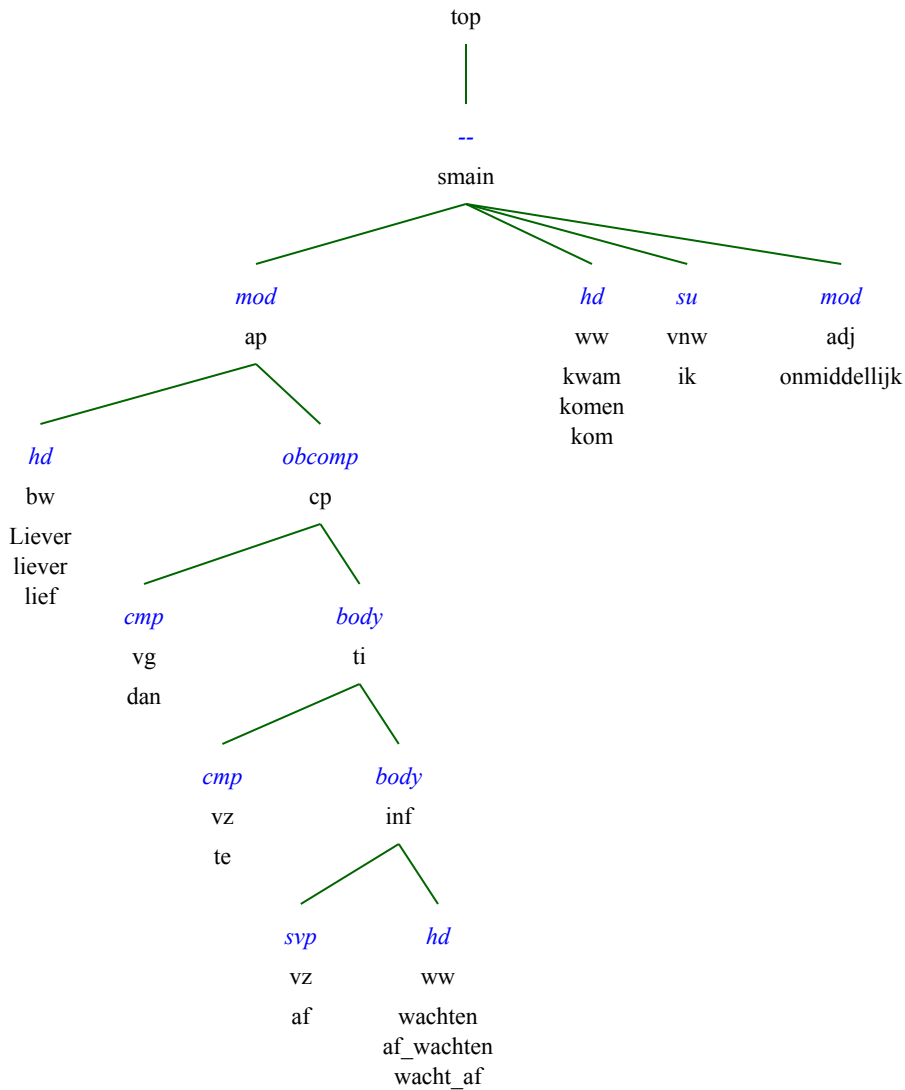 top
--
smain
mod hd su mod
ap ww vnw adj
kwam ik onmiddellijk
komen
kom
hd obcomp
bw cp
Liever
liever
lief
cmp body
vg ti
dan
cmp body
vz inf
te
svp hd
vz ww
af wachten
af_wachten
wacht_af